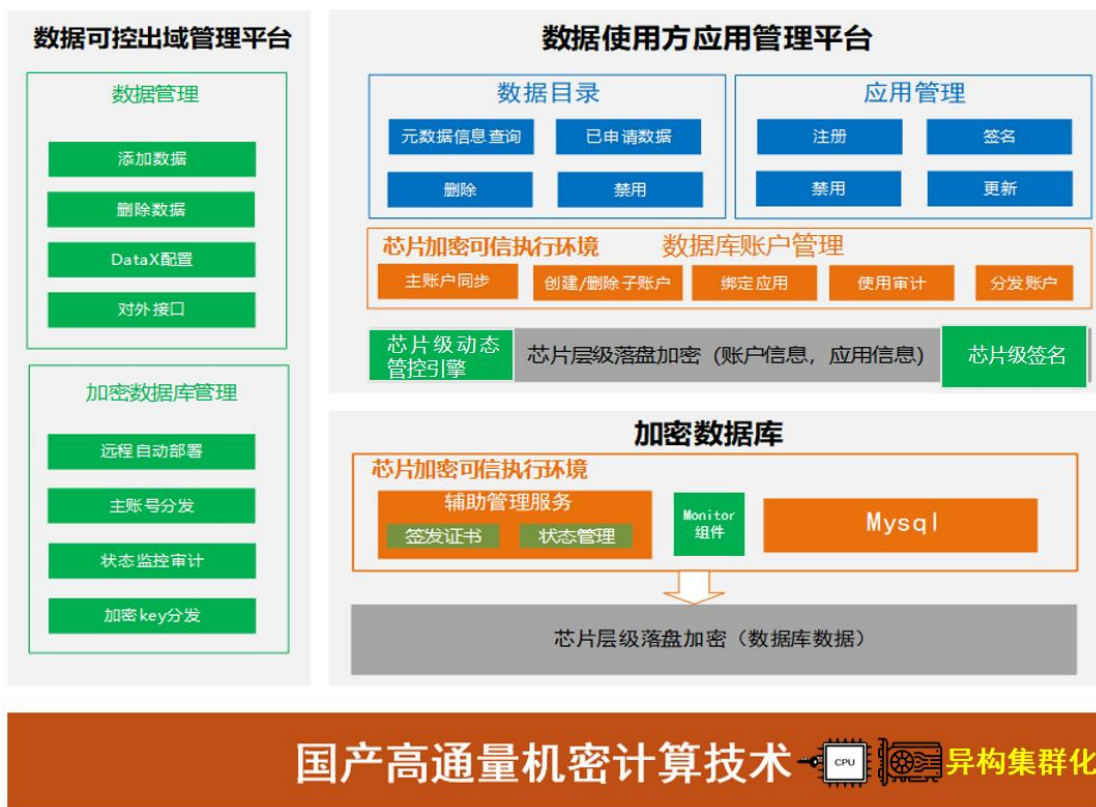 数据可控出域管理平台
数据管理
添加数据
删除数据
DataX配置
对外接口
加密数据库管理
远程自动部署
主账号分发
状态监控审计
加密key分发
数据使用方应用管理平台
数据目录
元数据信息查询
已申请数据
删除
禁用
应用管理
注册
签名
禁用
更新
芯片加密可信执行环境
数据库账户管理
主账户同步
创建/删除子账户
绑定应用
使用审计
分发账户
芯片级动态
管控引擎
芯片层级落盘加密 (账户信息, 应用信息)
芯片级签名
加密数据库
芯片加密可信执行环境
辅助管理服务
签发证书
状态管理
Monitor
组件
Mysql
芯片层级落盘加密（数据库数据）
国产高通量机密计算技术
CPU
异构集群化